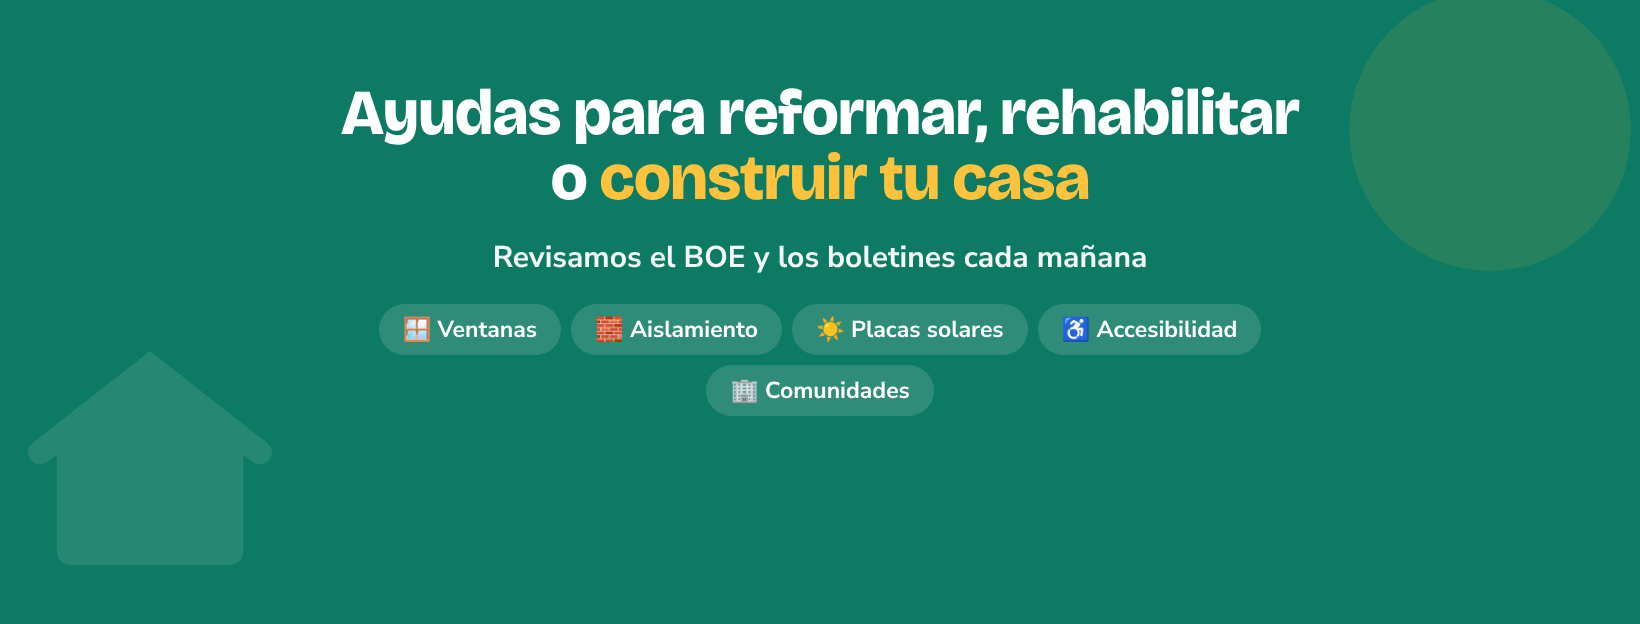 Ayudas para reformar, rehabilitar
o construir tu casa
Revisamos el BOE y los boletines cada mañana
Ventanas
Aislamiento
Placas solares
Accesibilidad
Comunidades